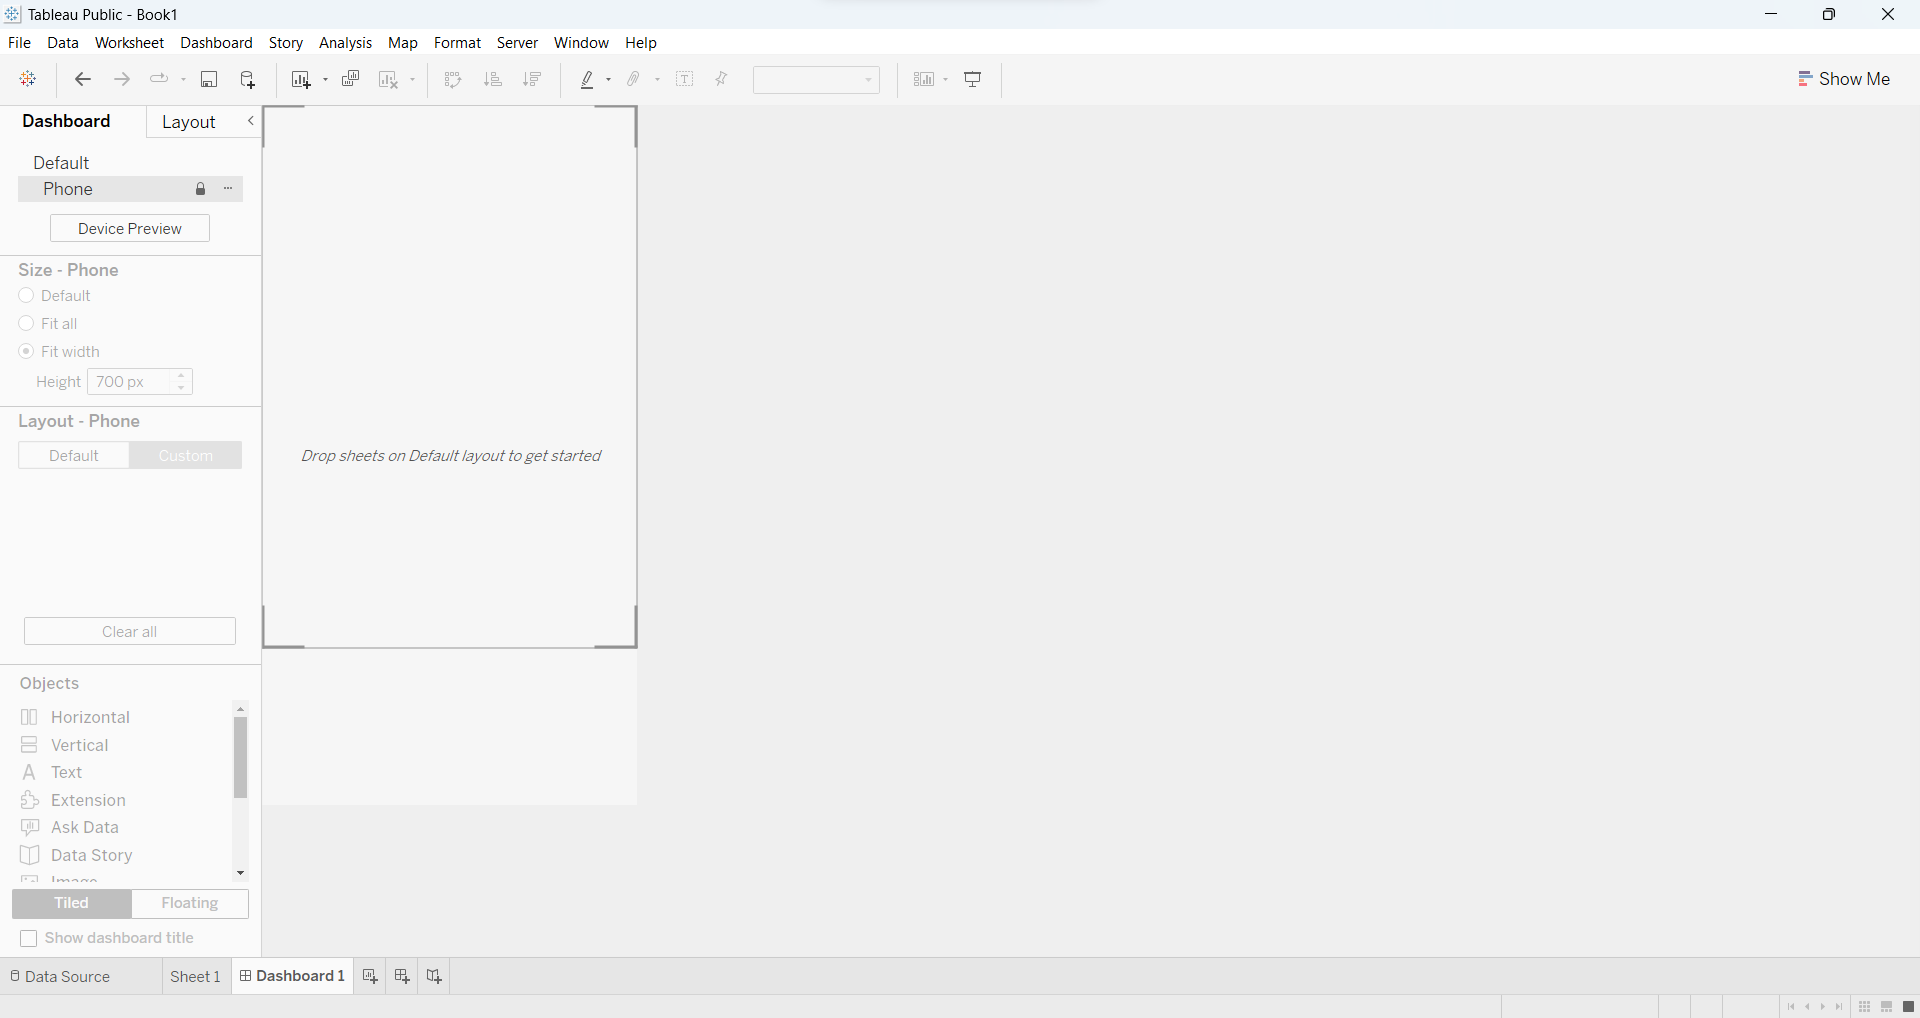 Tableau Public - Book1
File Data Worksheet Dashboard Story Analysis Map Format Server Window Help
Show Me
Dashboard Layout
Default
Phone
Device Preview
Size - Phone
Default
Fit all
Fit width
Height 700 px
Layout - Phone
Default Custom
Drop sheets on Default layout to get started
Clear all
Objects
Horizontal
Vertical
Text
Extension
Ask Data
Data Story
Image
Tiled Floating
Show dashboard title
Data Source Sheet 1 Dashboard 1